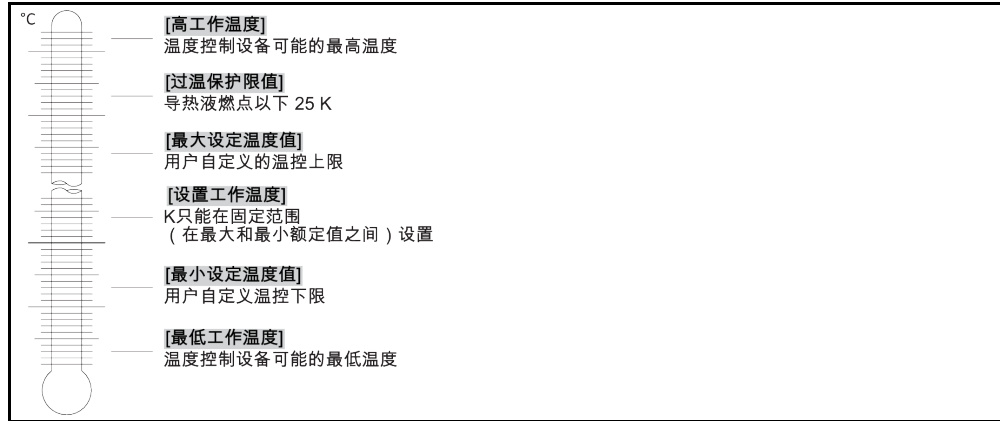 °C
[高工作温度]
温度控制设备可能的最高温度
[过温保护限值]
导热液燃点以下 25 K
[最大设定温度值]
用户自定义的温控上限
[设置工作温度]
K只能在固定范围
（在最大和最小额定值之间）设置
[最小设定温度值]
用户自定义温控下限
[最低工作温度]
温度控制设备可能的最低温度